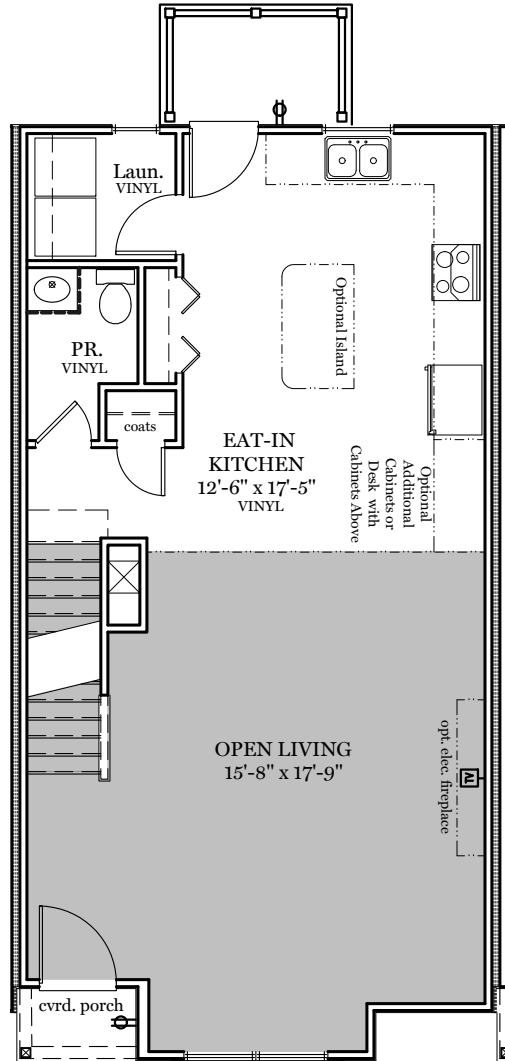 Laun.
VINYL
PR.
VINYL
Optional Island
coats
EAT-IN
KITCHEN
12'-6" x 17'-5"
VINYL
Optional
Additional
Cabinets or
Desk with
Cabinets Above
OPEN LIVING
15'-8" x 17'-9"
opt. elec. fireplace
TV
cvrd. porch